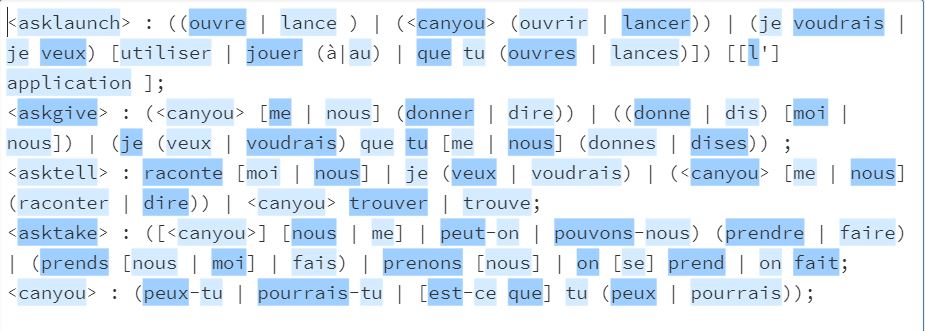 <asklaunch> : ((ouvre | lance ) | (<canyou> (ouvrir | lancer)) | (je voudrais |
je veux) [utiliser | jouer (à|au) | que tu (ouvres | lances)]) [[l']
application ];
<askgive> : (<canyou> [me | nous] (donner | dire)) | ((donne | dis) [moi |
nous]) | (je (veux | voudrais) que tu [me | nous] (donnes | dises)) ;
<asktell> : raconte [moi | nous] | je (veux | voudrais) | (<canyou> [me | nous]
(raconter | dire)) | <canyou> trouver | trouve;
<asktake> : ([<canyou>] [nous | me] | peut-on | pouvons-nous) (prendre | faire)
| (prends [nous | moi] | fais) | prenons [nous] | on [se] prend | on fait;
<canyou> : (peux-tu | pourrais-tu | [est-ce que] tu (peux | pourrais));